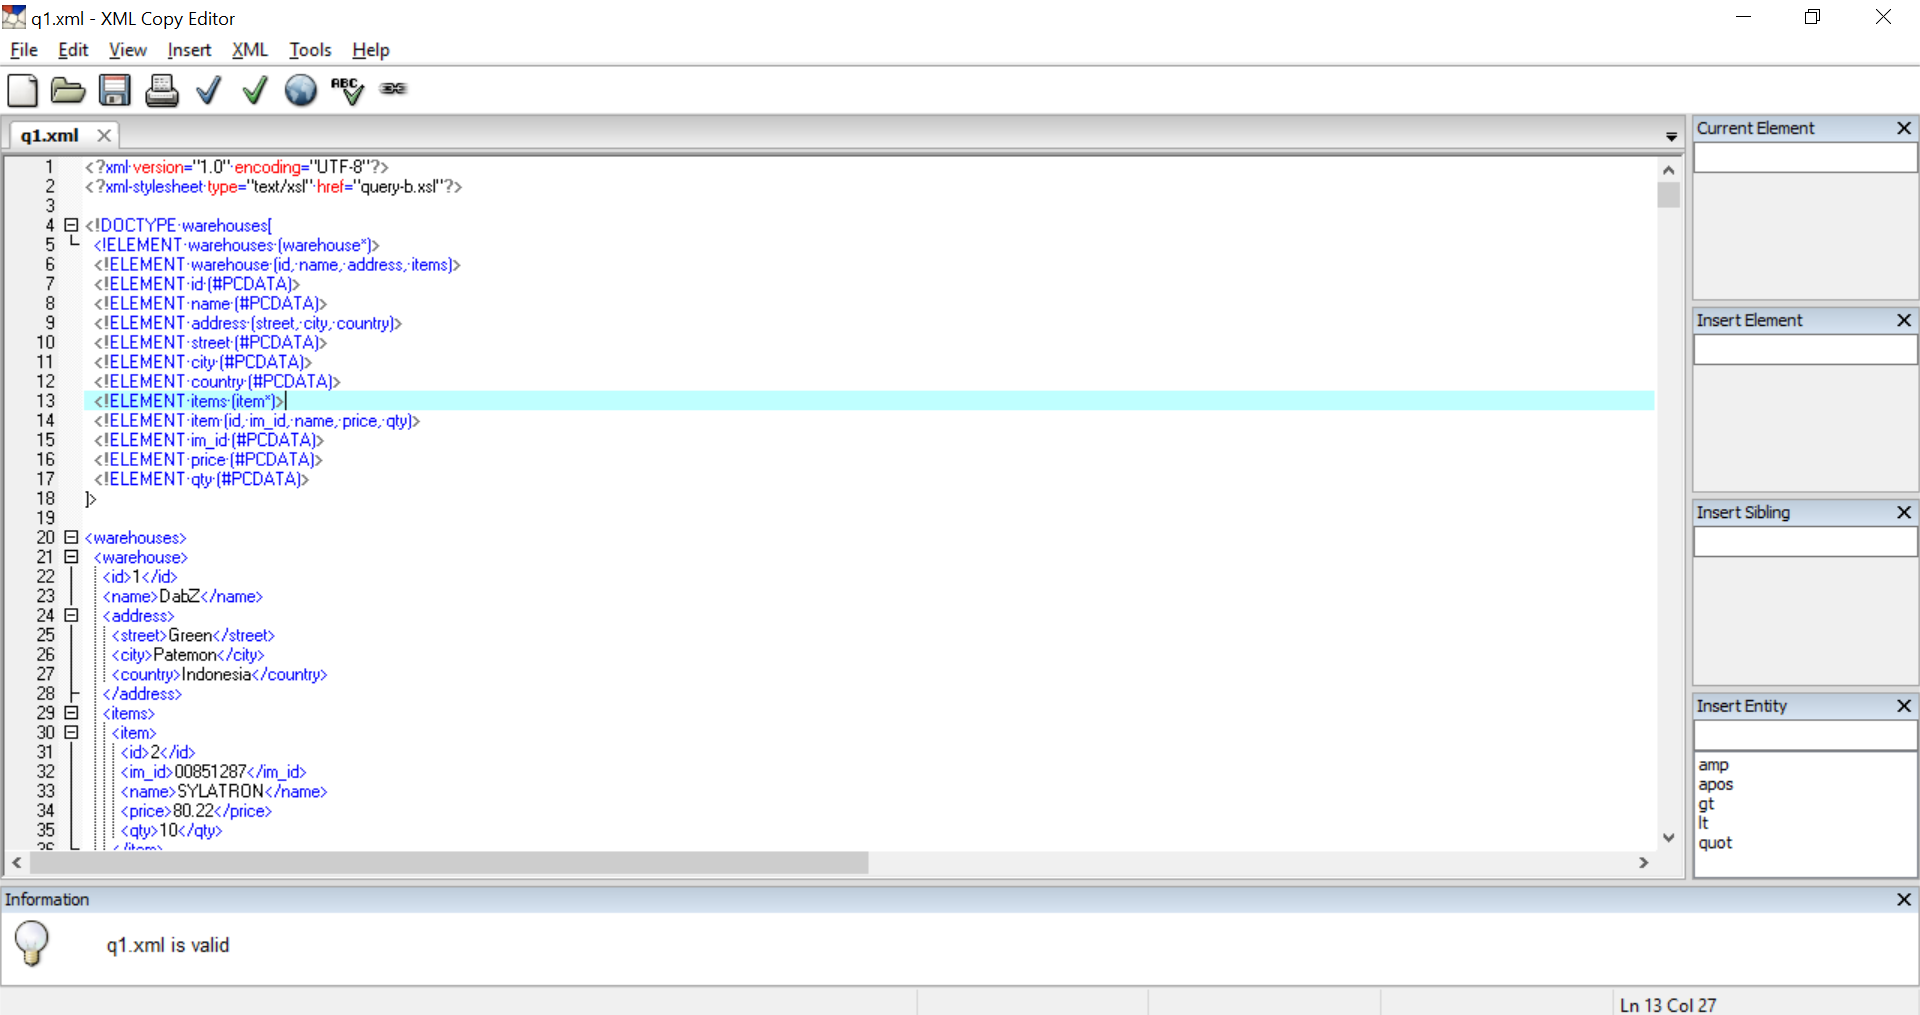 q1.xml - XML Copy Editor
File Edit View Insert XML Tools Help
ABC
q1.xml
1 <?xml version="1.0" encoding="UTF-8"?>
2 <?xml-stylesheet type="text/xsl" href="query-b.xsl"?>
3
4 <!DOCTYPE warehouses[
5 <!ELEMENT warehouses (warehouse*)>
6 <!ELEMENT warehouse (id, name, address, items)>
7 <!ELEMENT id (#PCDATA)>
8 <!ELEMENT name (#PCDATA)>
9 <!ELEMENT address (street, city, country)>
10 <!ELEMENT street (#PCDATA)>
11 <!ELEMENT city (#PCDATA)>
12 <!ELEMENT country (#PCDATA)>
13 <!ELEMENT items (item*)>
14 <!ELEMENT item (id, im_id, name, price, qty)>
15 <!ELEMENT im_id (#PCDATA)>
16 <!ELEMENT price (#PCDATA)>
17 <!ELEMENT qty (#PCDATA)>
18 ]>
19
20 <warehouses>
21 <warehouse>
22 <id>1</id>
23 <name>DabZ</name>
24 <address>
25 <street>Green</street>
26 <city>Patemon</city>
27 <country>Indonesia</country>
28 </address>
29 <items>
30 <item>
31 <id>2</id>
32 <im_id>00851287</im_id>
33 <name>SYLATRON</name>
34 <price>80.22</price>
35 <qty>10</qty>
36 </item>
Current Element
Insert Element
Insert Sibling
Insert Entity
amp
apos
gt
lt
quot
Information
q1.xml is valid
Ln 13 Col 27